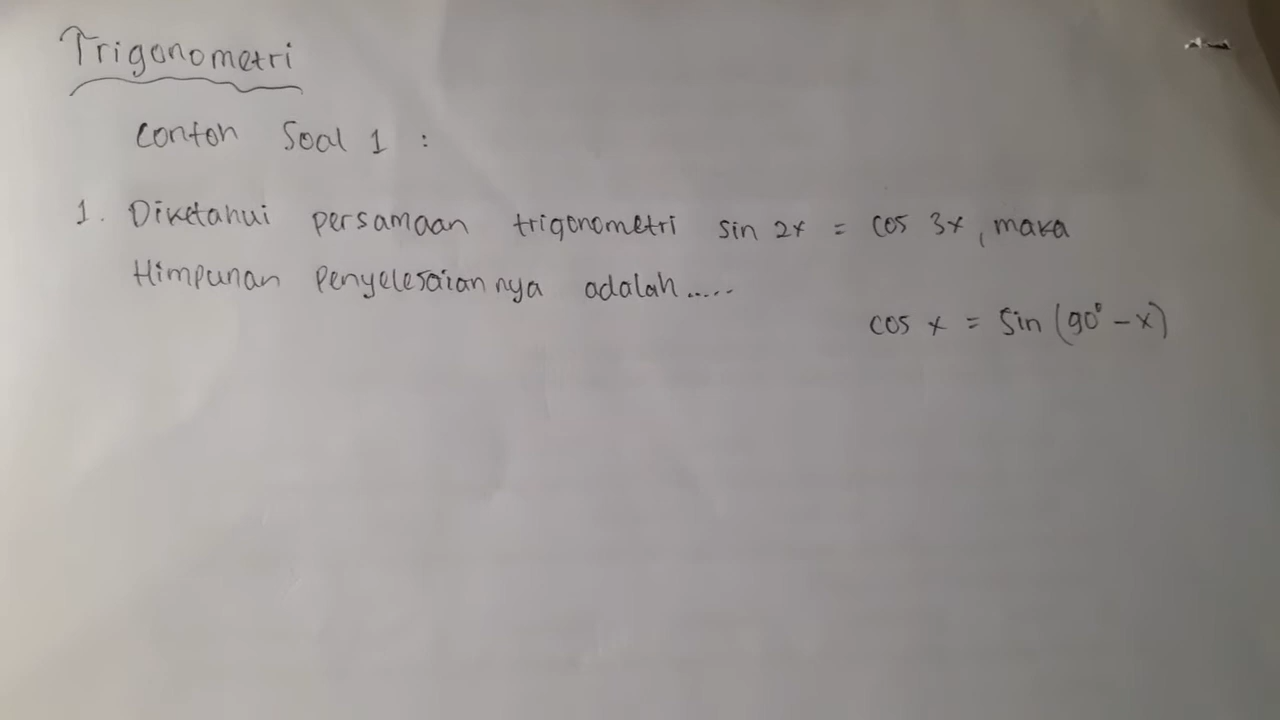 Trigonometri
Contoh Soal 1 :
1. Diketahui persamaan trigonometri sin 2x = cos 3x, maka
Himpunan Penyelesaiannya adalah.....
cos x = sin (90° - x)